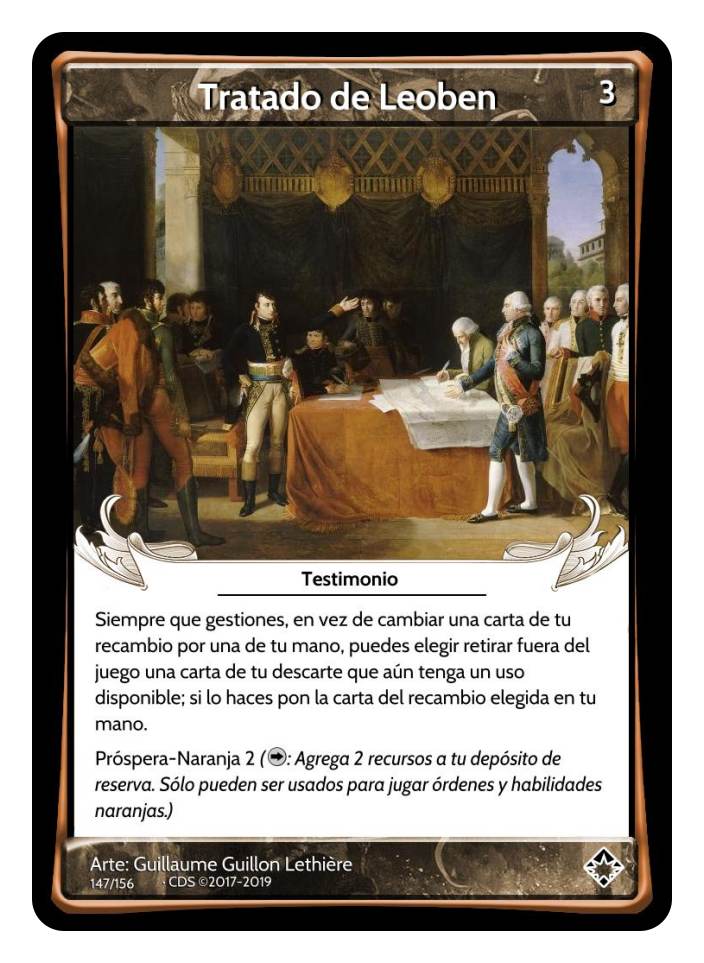 Tratado de Leoben
3
Testimonio
Siempre que gestiones, en vez de cambiar una carta de tu
recambio por una de tu mano, puedes elegir retirar fuera del
juego una carta de tu descarte que aún tenga un uso
disponible; si lo haces pon la carta del recambio elegida en tu
mano.
Próspera-Naranja 2 (➡: Agrega 2 recursos a tu depósito de
reserva. Sólo pueden ser usados para jugar órdenes y habilidades
naranjas.)
Arte: Guillaume Guillon Lethière
147/156 · CDS ©2017-2019